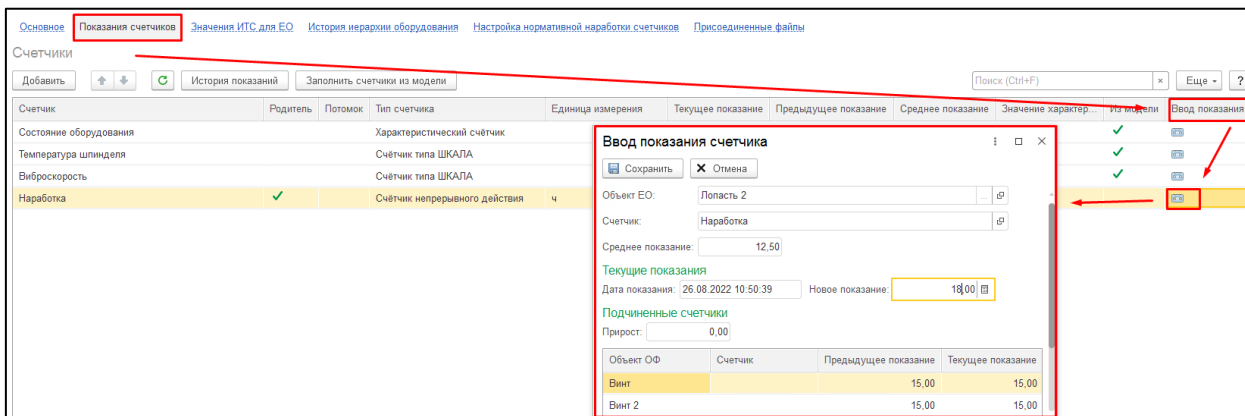 Основное Показания счетчиков Значения ИТС для ЕО История иерархии оборудования Настройка нормативной наработки счетчиков Присоединенные файлы
Счетчики
Добавить История показаний Заполнить счетчики из модели Поиск (Ctrl+F) × Еще ?
Счетчик Родитель Потомок Тип счетчика Единица измерения Текущее показание Предыдущее показание Среднее показание Значение характер... Из модели Ввод показания
Состояние оборудования Характеристический счётчик
Температура шпинделя Счётчик типа ШКАЛА
Виброскорость Счётчик типа ШКАЛА
Наработка Счётчик непрерывного действия ч
Ввод показания счетчика
Сохранить Отмена
Объект ЕО: Лопасть 2 ...
Счетчик: Наработка
Среднее показание: 12,50
Текущие показания
Дата показания: 26.08.2022 10:50:39 Новое показание: 18,00
Подчиненные счетчики
Прирост: 0,00
Объект ОФ Счетчик Предыдущее показание Текущее показание
Винт 15,00 15,00
Винт 2 15,00 15,00